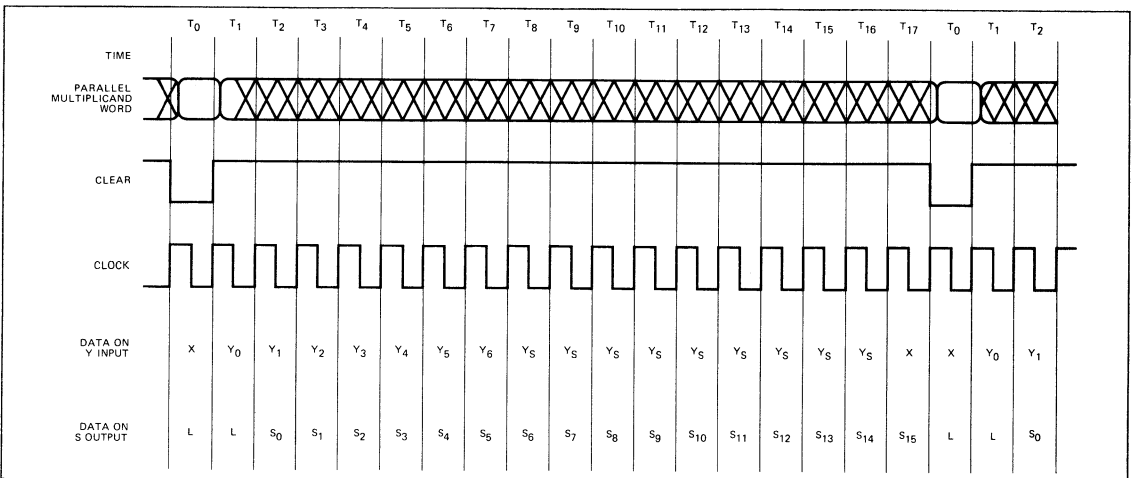 T0 T1 T2 T3 T4 T5 T6 T7 T8 T9 T10 T11 T12 T13 T14 T15 T16 T17 T0 T1 T2
TIME
PARALLEL
MULTIPLICAND
WORD
CLEAR
CLOCK
DATA ON
Y INPUT
X Y0 Y1 Y2 Y3 Y4 Y5 Y6 YS YS YS YS YS YS YS YS YS X X Y0 Y1
DATA ON
S OUTPUT
L L S0 S1 S2 S3 S4 S5 S6 S7 S8 S9 S10 S11 S12 S13 S14 S15 L L S0